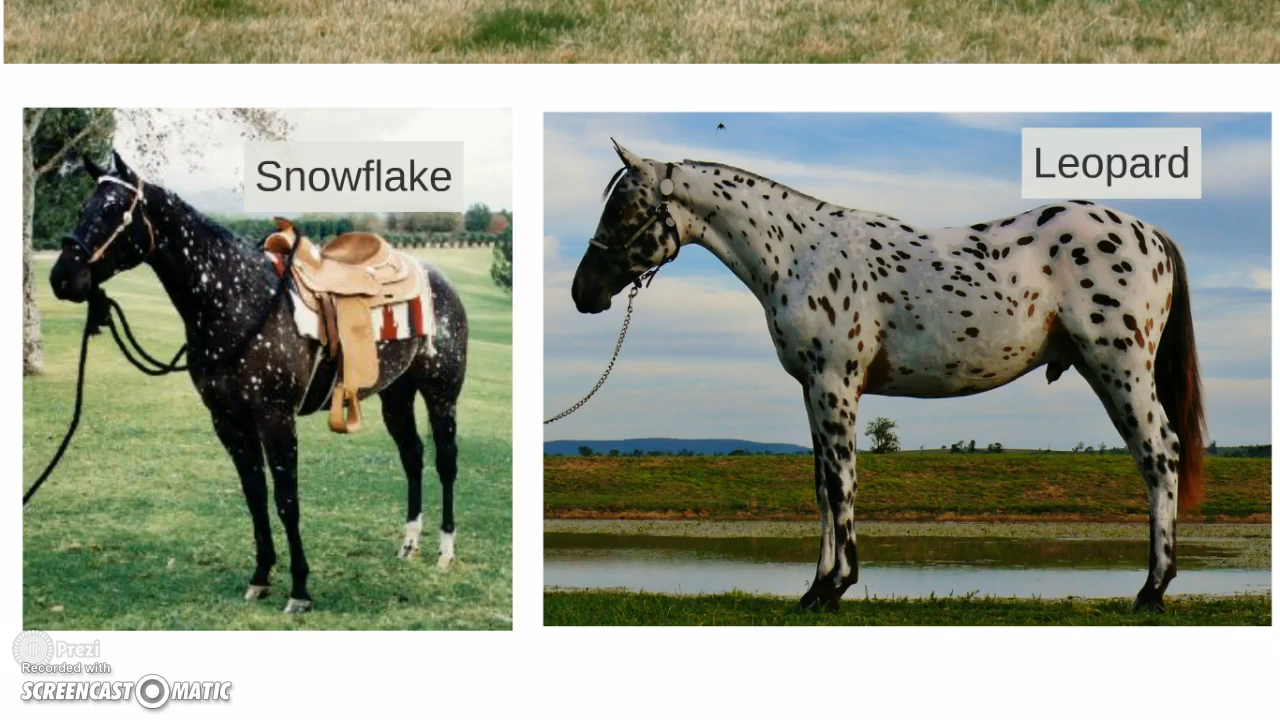 Snowflake
Leopard
Prezi
Recorded with
SCREENCAST-O-MATIC